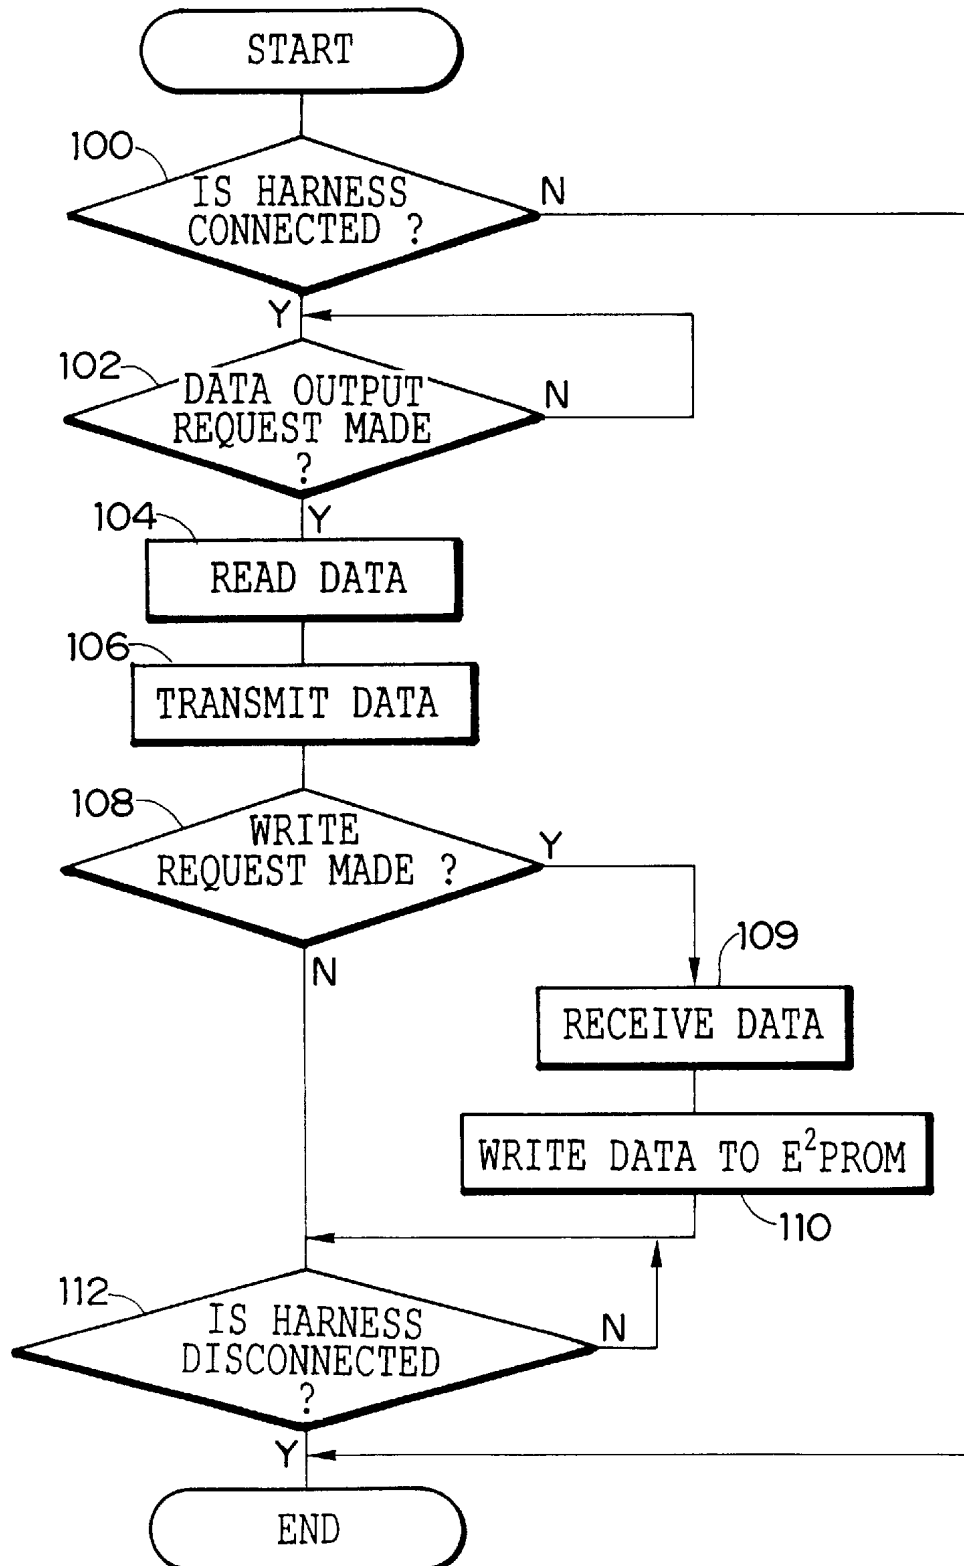 START
100
IS HARNESS
CONNECTED ?
N
Y
102
DATA OUTPUT
REQUEST MADE
?
N
Y
104
READ DATA
106
TRANSMIT DATA
108
WRITE
REQUEST MADE ?
Y
N
109
RECEIVE DATA
WRITE DATA TO E²PROM
110
112
IS HARNESS
DISCONNECTED
?
N
Y
END